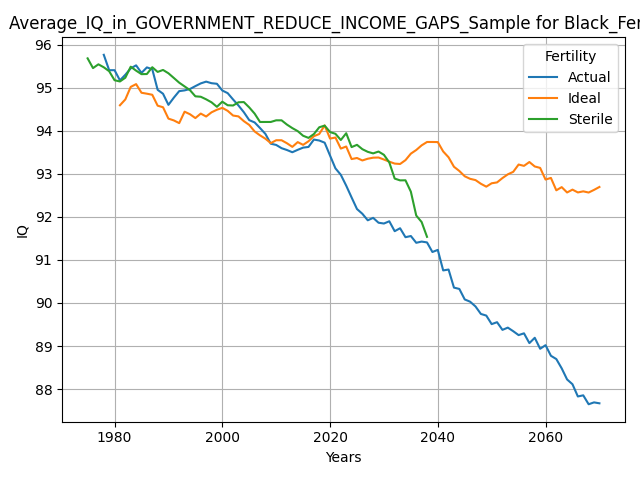 Average_IQ_in_GOVERNMENT_REDUCE_INCOME_GAPS_Sample for Black_Fer
96
95
94
93
92
91
90
89
88
IQ
Fertility
Actual
Ideal
Sterile
1980 2000 2020 2040 2060
Years